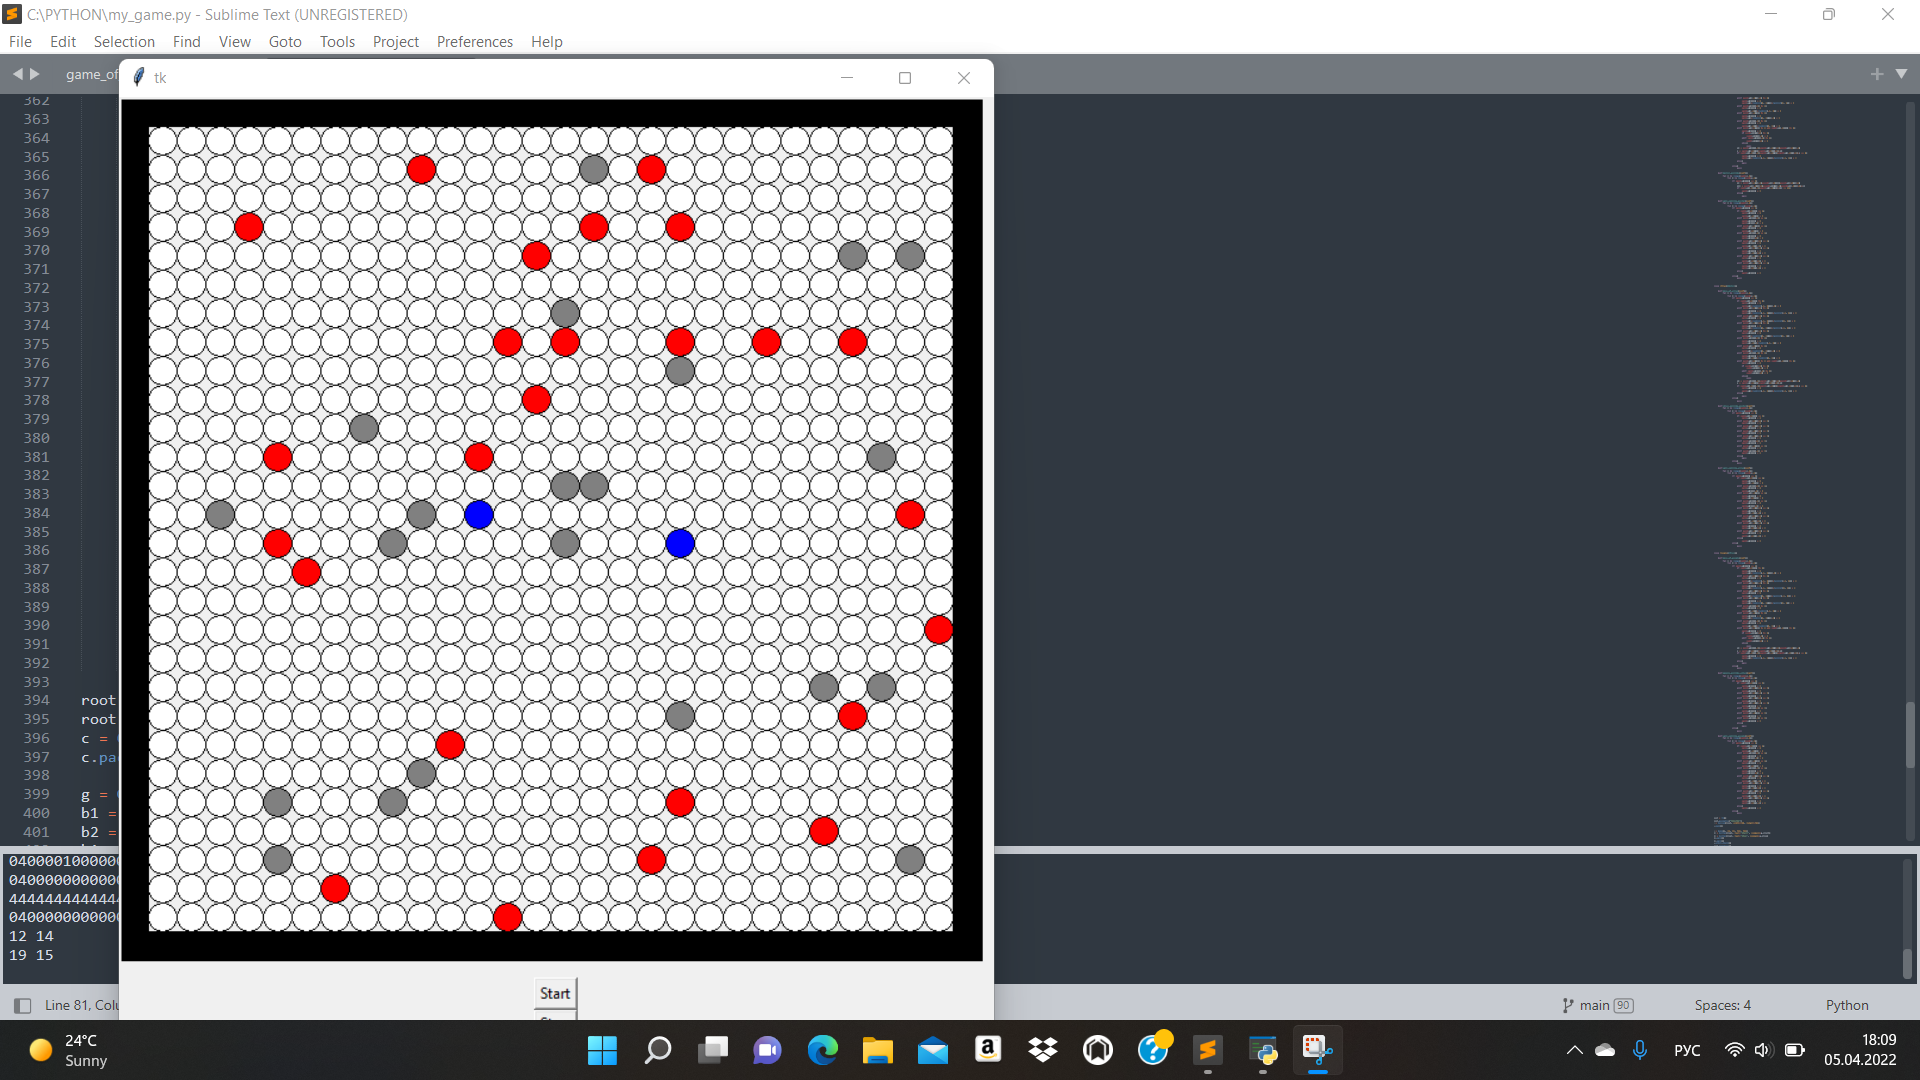 C:\PYTHON\my_game.py - Sublime Text (UNREGISTERED)
File Edit Selection Find View Goto Tools Project Preferences Help
game_of
tk
362
363
364
365
366
367
368
369
370
371
372
373
374
375
376
377
378
379
380
381
382
383
384
385
386
387
388
389
390
391
392
393
394 root
395 root
396 c =
397 c.pa
398
399 g =
400 b1 =
401 b2 =
0400001000000
0400000000000
4444444444444
0400000000000
12 14
19 15
Start
Line 81, Colu
main 90
Spaces: 4
Python
24°C
Sunny
РУС
18:09
05.04.2022